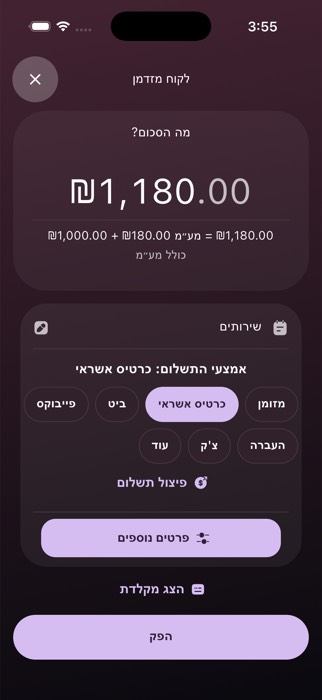 3:55
לקוח מזדמן
מה הסכום?
₪1,180.00
₪1,000.00 + מע״מ ₪180.00 = ₪1,180.00
כולל מע״מ
שירותים
אמצעי התשלום: כרטיס אשראי
מזומן כרטיס אשראי ביט פייבוקס
העברה צ'ק עוד
פיצול תשלום
פרטים נוספים
הצג מקלדת
הפק